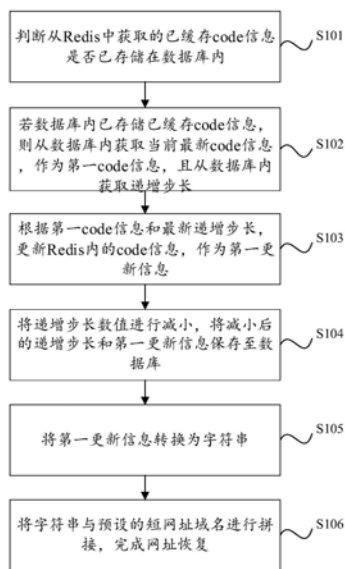 判断从Redis中获取的已缓存code信息
是否已存储在数据库内
S101
若数据库内已存储已缓存code信息,
则从数据库内获取当前最新code信息
,作为第一code信息,且从数据库内
获取递增步长
S102
根据第一code信息和最新递增步长,
更新Redis内的code信息,作为第一更
新信息
S103
将递增步长数值进行减小,将减小后
的递增步长和第一更新信息保存至数
据库
S104
将第一更新信息转换为字符串
S105
将字符串与预设的短网址域名进行拼
接,完成网址恢复
S106